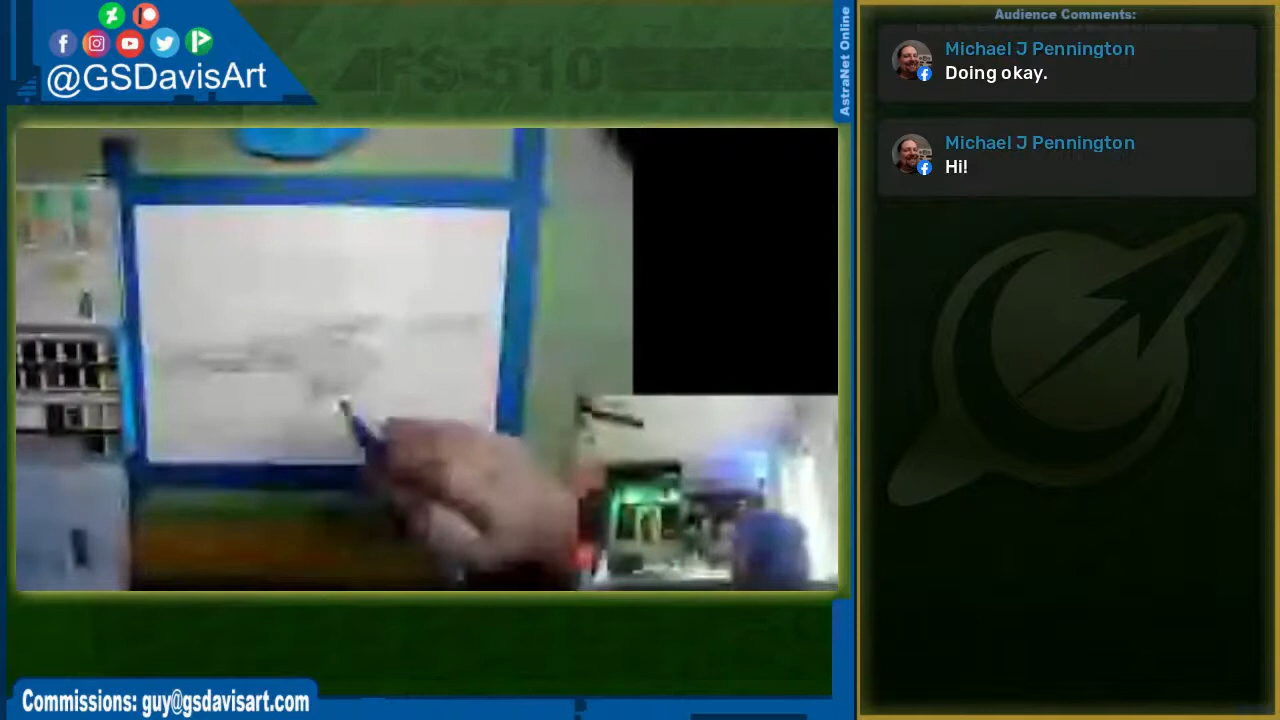 @GSDavisArt
AstraNet Online
Audience Comments:
Michael J Pennington
Doing okay.
Michael J Pennington
Hi!
Commissions: guy@gsdavisart.com